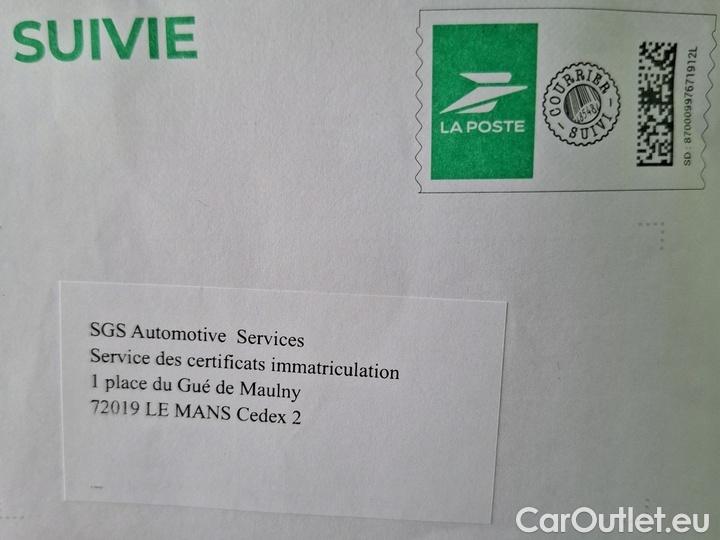 SUIVIE
LA POSTE
COURRIER
SUIVI
SD : 87000997671912L
SGS Automotive Services
Service des certificats immatriculation
1 place du Gué de Maulny
72019 LE MANS Cedex 2
CarOutlet.eu